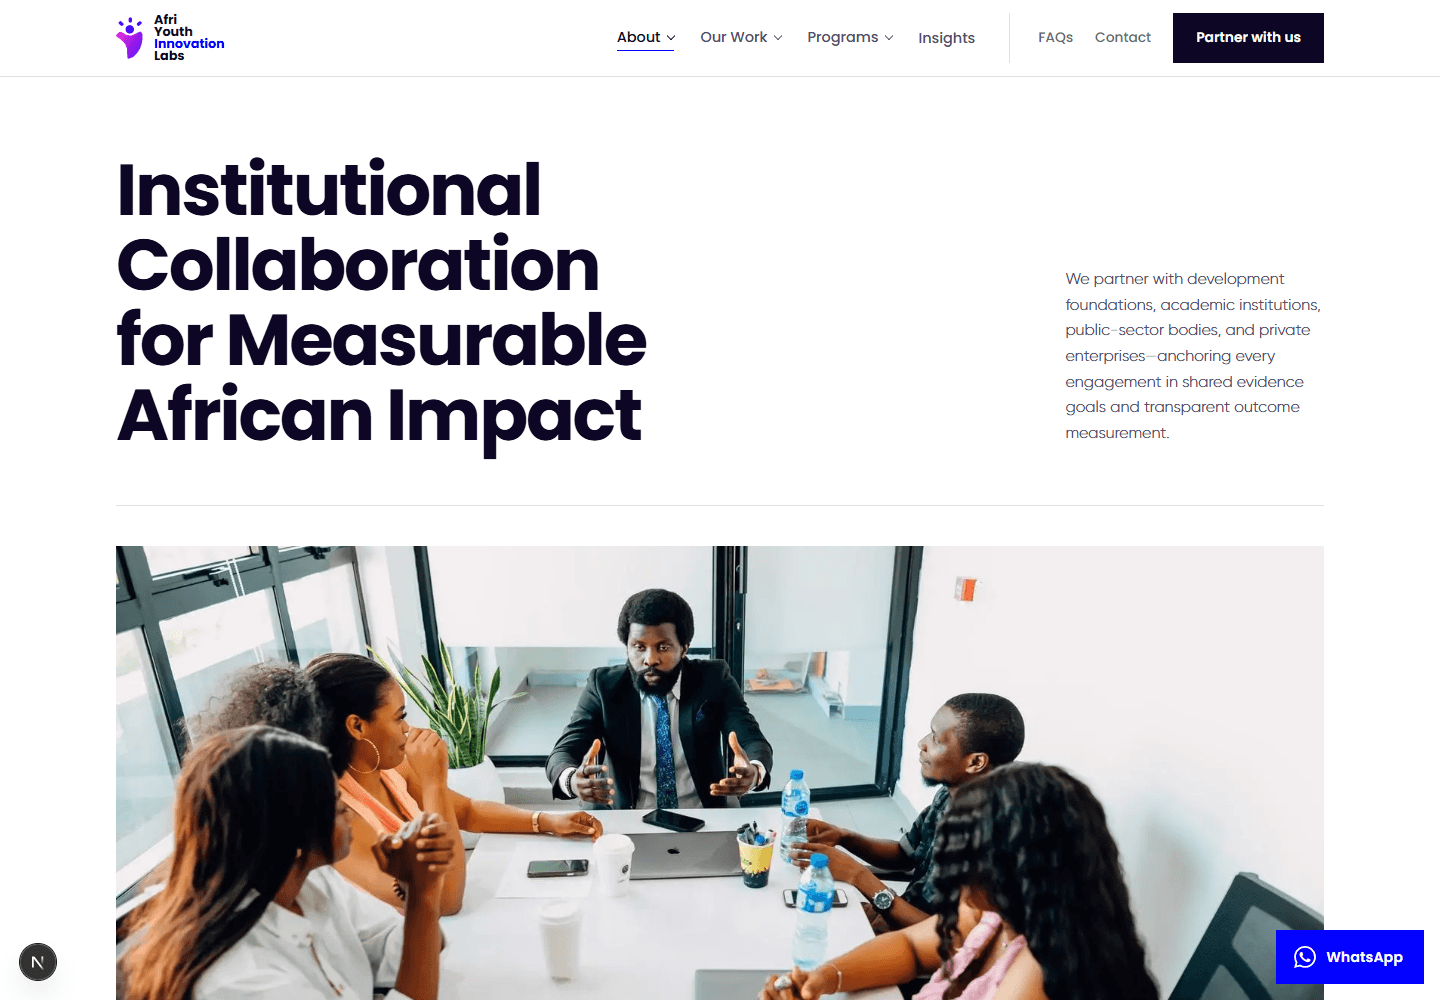 Afri
Youth
Innovation
Labs
About
Our Work
Programs
Insights
FAQs
Contact
Partner with us
Institutional
Collaboration
for Measurable
African Impact
We partner with development
foundations, academic institutions,
public-sector bodies, and private
enterprises—anchoring every
engagement in shared evidence
goals and transparent outcome
measurement.
N
WhatsApp